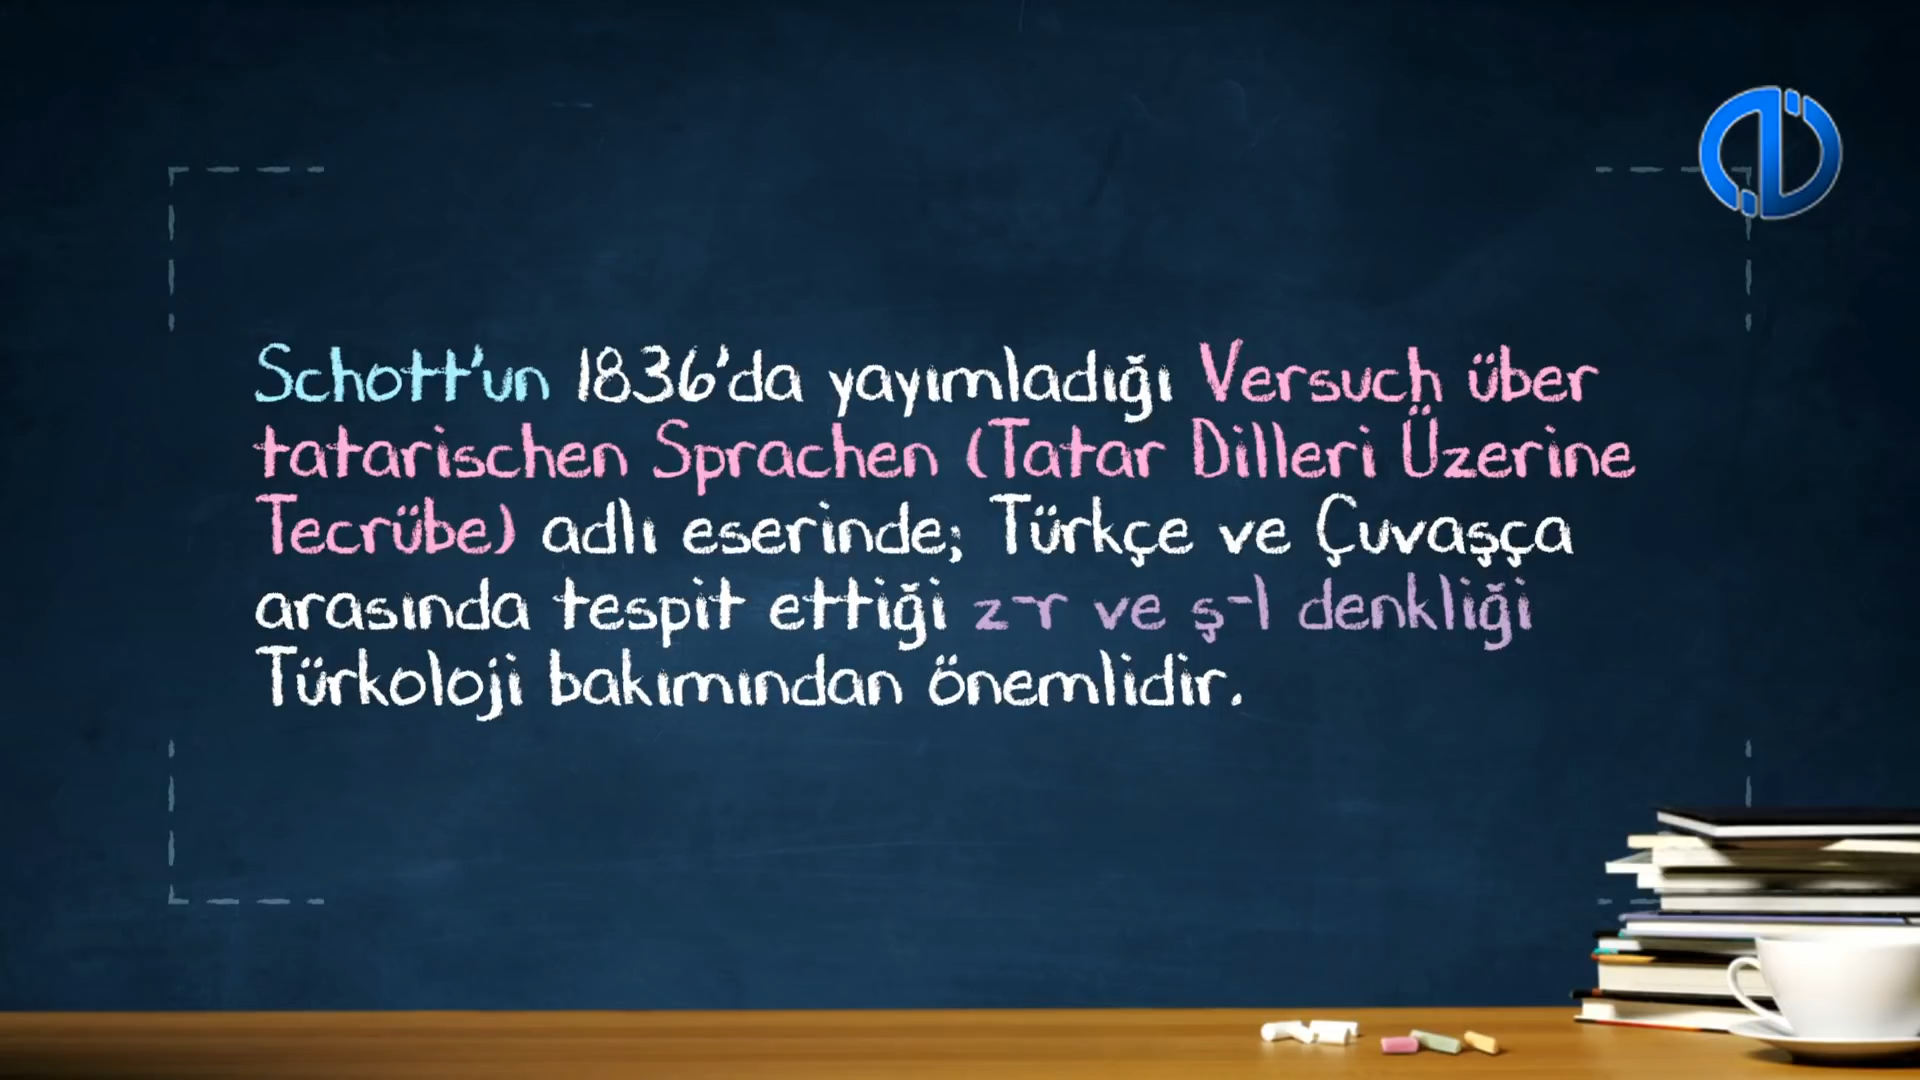 Schott'un 1836'da yayımladığı Versuch über
tatarischen Sprachen (Tatar Dilleri Üzerine
Tecrübe) adlı eserinde; Türkçe ve Çuvaşça
arasında tespit ettiği z-r ve ş-l denkliği
Türkoloji bakımından önemlidir.